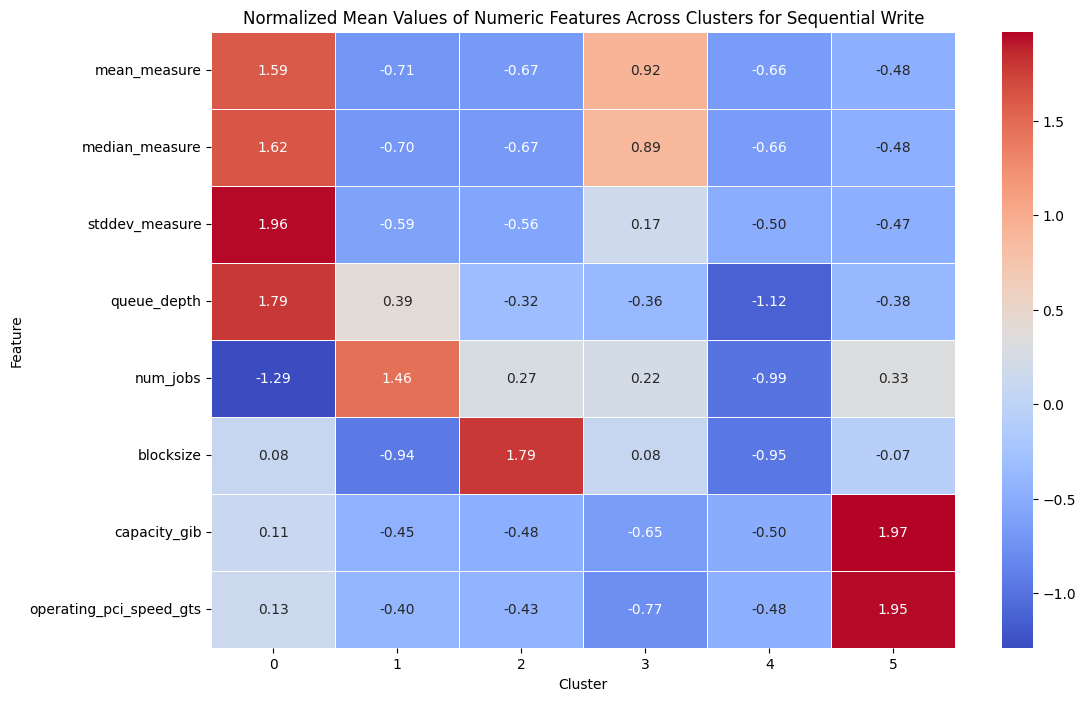 Normalized Mean Values of Numeric Features Across Clusters for Sequential Write
Feature
mean_measure 1.59 -0.71 -0.67 0.92 -0.66 -0.48
median_measure 1.62 -0.70 -0.67 0.89 -0.66 -0.48
stddev_measure 1.96 -0.59 -0.56 0.17 -0.50 -0.47
queue_depth 1.79 0.39 -0.32 -0.36 -1.12 -0.38
num_jobs -1.29 1.46 0.27 0.22 -0.99 0.33
blocksize 0.08 -0.94 1.79 0.08 -0.95 -0.07
capacity_gib 0.11 -0.45 -0.48 -0.65 -0.50 1.97
operating_pci_speed_gts 0.13 -0.40 -0.43 -0.77 -0.48 1.95
0 1 2 3 4 5
Cluster
1.5
1.0
0.5
0.0
−0.5
−1.0